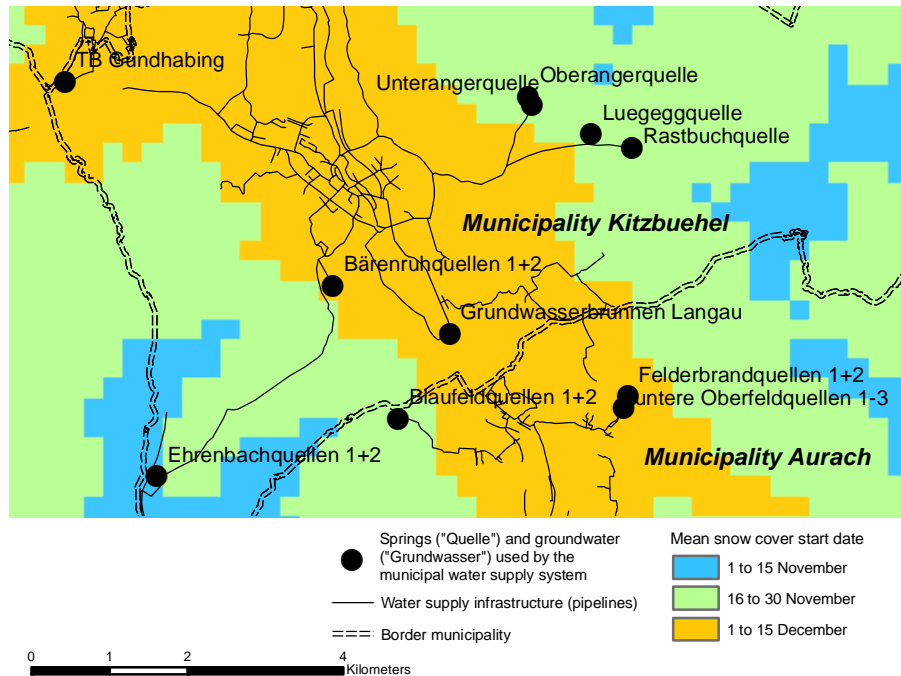 TB Gundhabing
Unterangerquelle
Oberangerquelle
Luegeggquelle
Rastbuchquelle
Municipality Kitzbuehel
Bärenruhquellen 1+2
Grundwasserbrunnen Langau
Felderbrandquellen 1+2
Blaufeldquellen 1+2
untere Oberfeldquellen 1-3
Ehrenbachquellen 1+2
Municipality Aurach
Springs ("Quelle") and groundwater
("Grundwasser") used by the
municipal water supply system
Water supply infrastructure (pipelines)
Border municipality
Mean snow cover start date
1 to 15 November
16 to 30 November
1 to 15 December
0 1 2 4
Kilometers